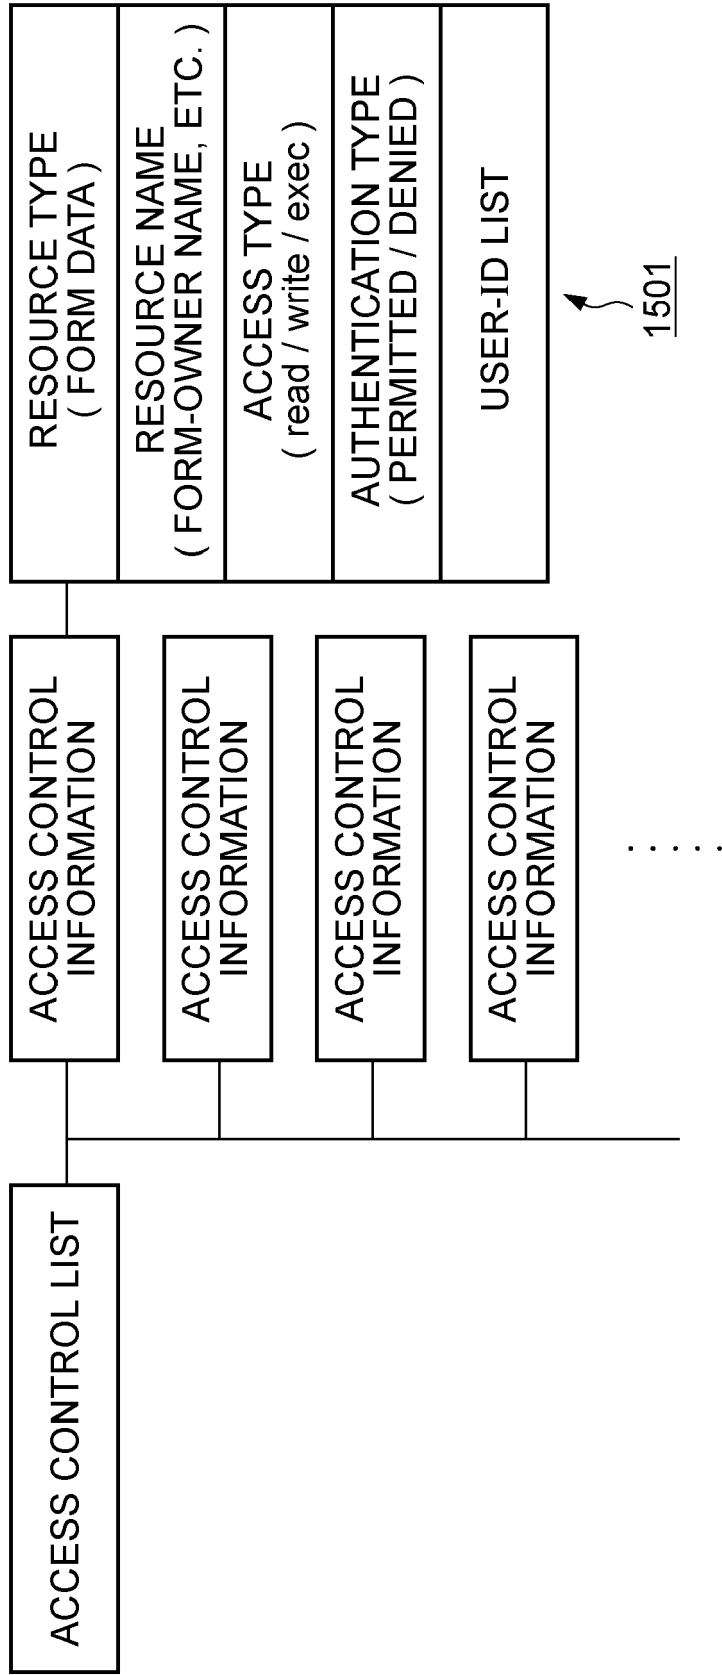 ACCESS CONTROL LIST
ACCESS CONTROL
INFORMATION
ACCESS CONTROL
INFORMATION
ACCESS CONTROL
INFORMATION
ACCESS CONTROL
INFORMATION
.....
RESOURCE TYPE
( FORM DATA )
RESOURCE NAME
( FORM-OWNER NAME, ETC. )
ACCESS TYPE
( read / write / exec )
AUTHENTICATION TYPE
( PERMITTED / DENIED )
USER-ID LIST
1501